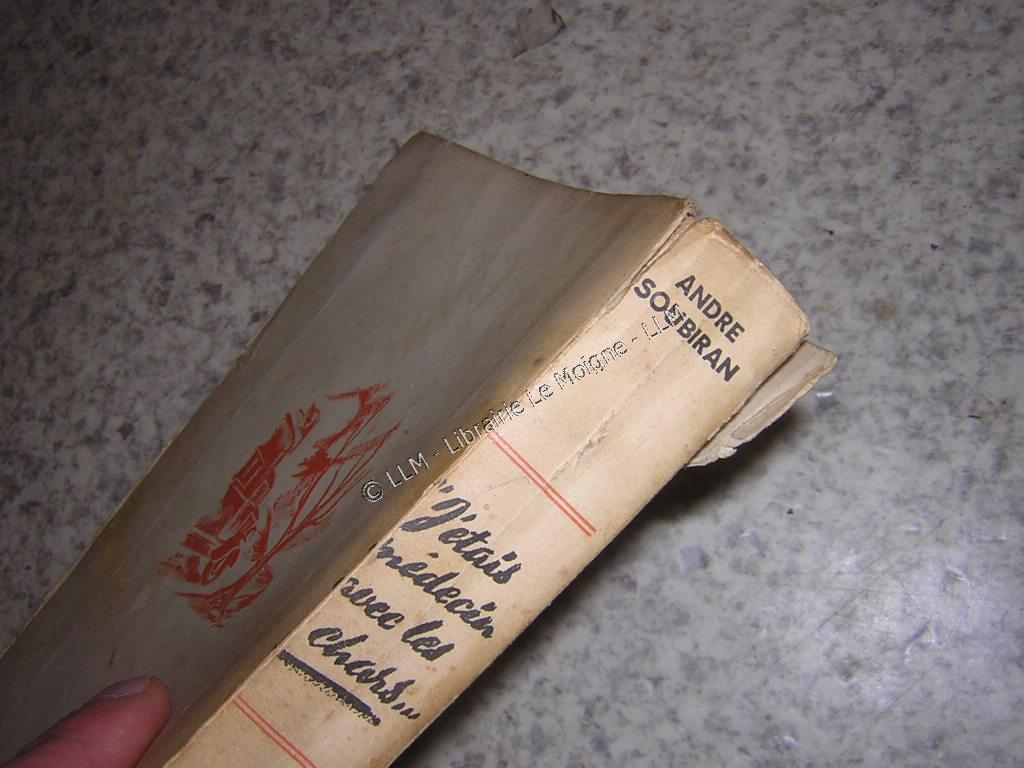 ANDRE
SOUBIRAN
"J'étais
médecin
avec les
chars...
© LLM - Librairie Le Moigne - LLM